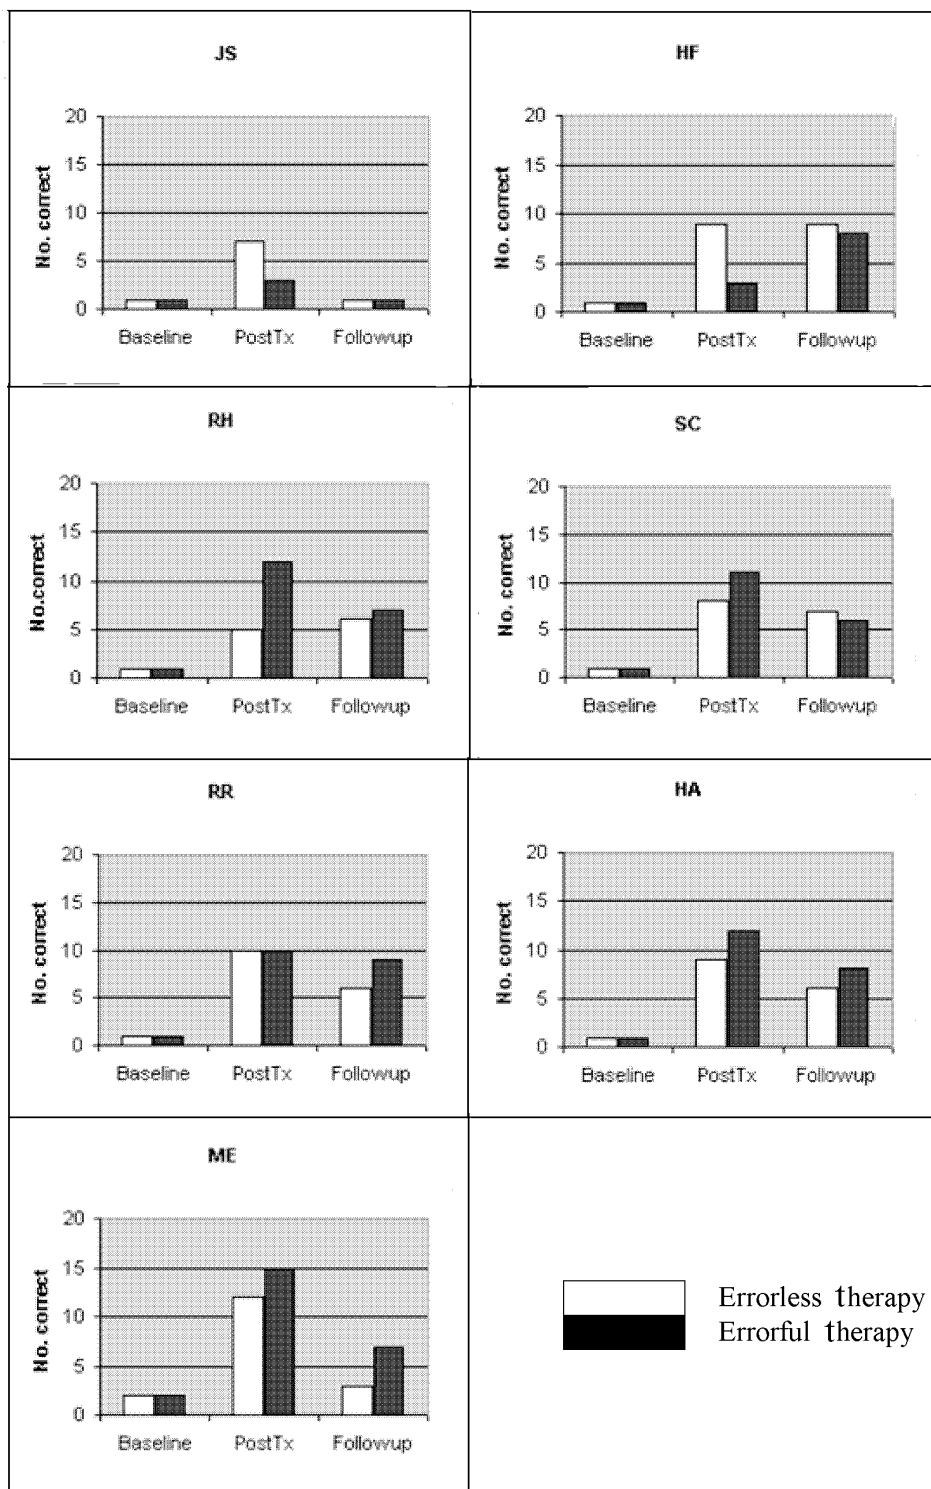 JS
20
15
10
5
0
No. correct
Baseline PostTx Followup
HF
20
15
10
5
0
No. correct
Baseline PostTx Followup
RH
20
15
10
5
0
No.correct
Baseline PostTx Followup
SC
20
15
10
5
0
No. correct
Baseline PostTx Followup
RR
20
15
10
5
0
No. correct
Baseline PostTx Followup
HA
20
15
10
5
0
No. correct
Baseline PostTx Followup
ME
20
15
10
5
0
No. correct
Baseline PostTx Followup
Errorless therapy
Errorful therapy